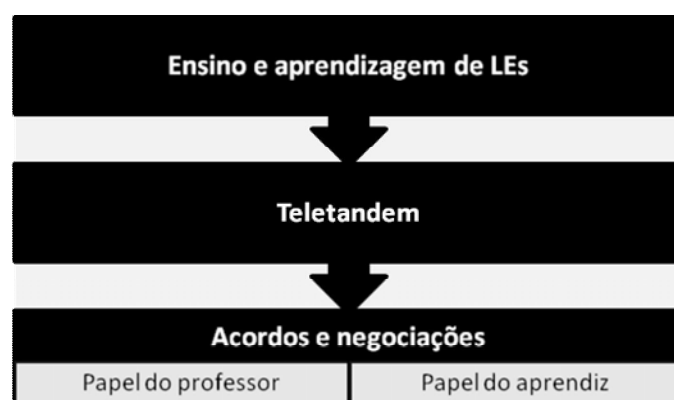 Ensino e aprendizagem de LEs
Teletandem
Acordos e negociações
Papel do professor
Papel do aprendiz